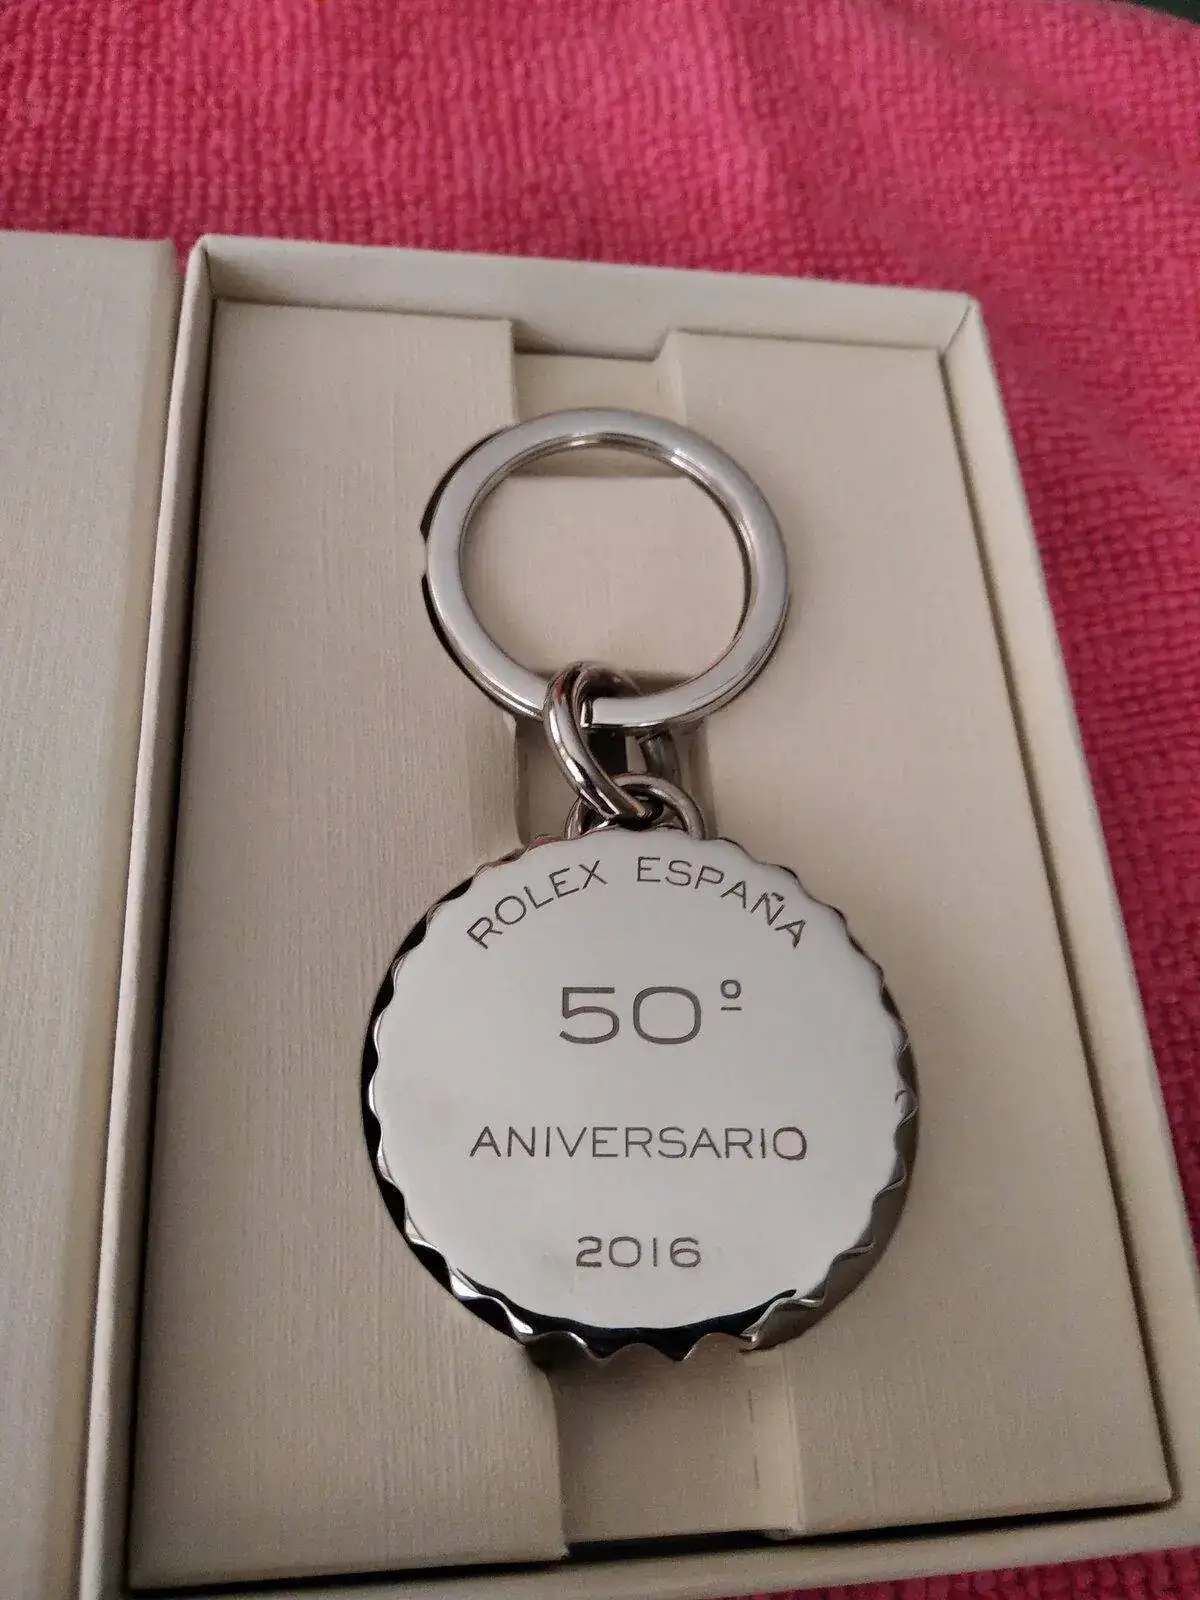 ROLEX ESPAÑA
50º
ANIVERSARIO
2016